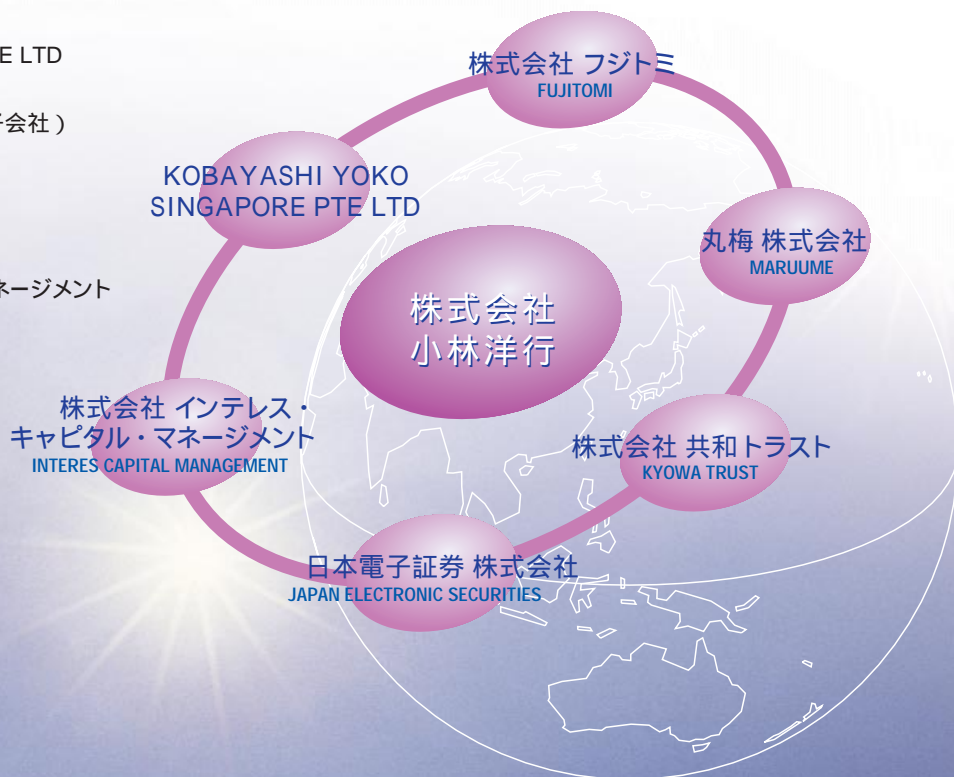 E LTD
子会社)
ネージメント
株式会社 フジトミ
FUJITOMI
KOBAYASHI YOKO
SINGAPORE PTE LTD
丸梅 株式会社
MARUUME
株式会社
小林洋行
株式会社 インテレス・
キャピタル・マネージメント
INTERES CAPITAL MANAGEMENT
株式会社 共和トラスト
KYOWA TRUST
日本電子証券 株式会社
JAPAN ELECTRONIC SECURITIES